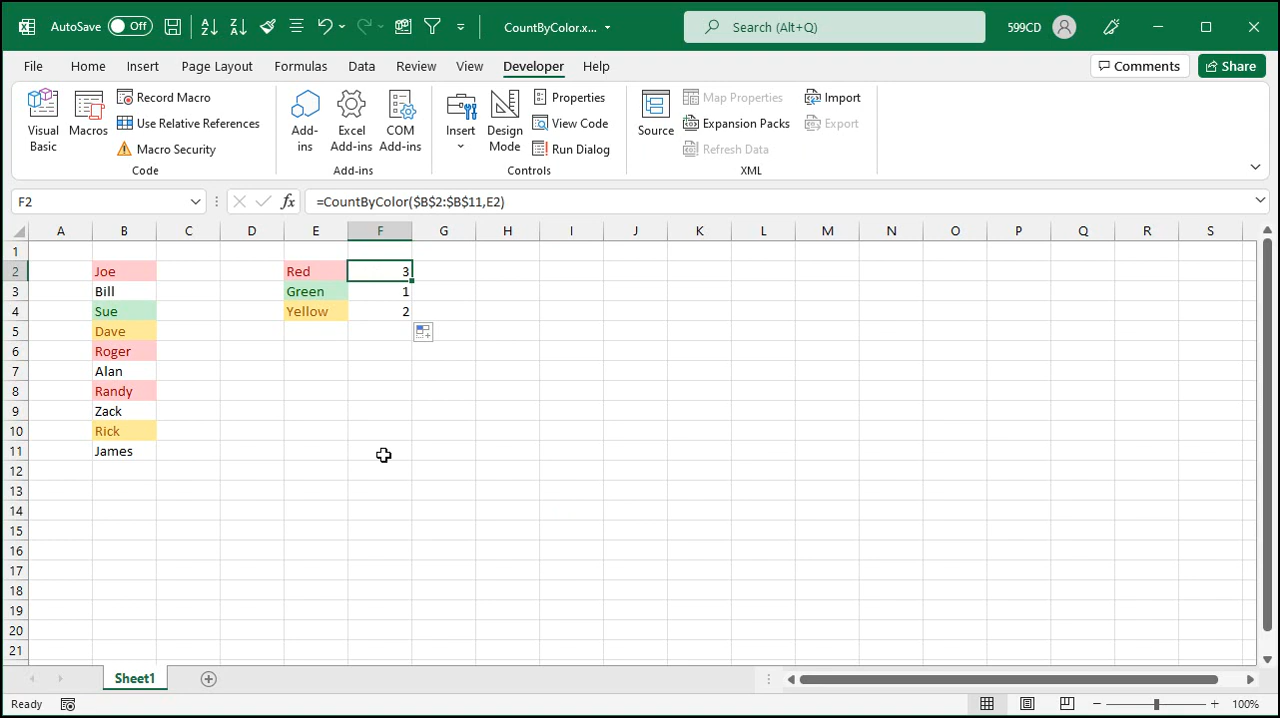 AutoSave Off CountByColor.x... Search (Alt+Q) 599CD
File Home Insert Page Layout Formulas Data Review View Developer Help Comments Share
Visual Basic
Macros
Record Macro
Use Relative References
Macro Security
Code
Add-ins
Excel Add-ins
COM Add-ins
Add-ins
Insert
Design Mode
Properties
View Code
Run Dialog
Controls
Source
Map Properties
Expansion Packs
Refresh Data
Import
Export
XML
F2 fx =CountByColor($B$2:$B$11,E2)
A B C D E F G H I J K L M N O P Q R S
1
2 Joe Red 3
3 Bill Green 1
4 Sue Yellow 2
5 Dave
6 Roger
7 Alan
8 Randy
9 Zack
10 Rick
11 James
12
13
14
15
16
17
18
19
20
21
Sheet1
Ready 100%